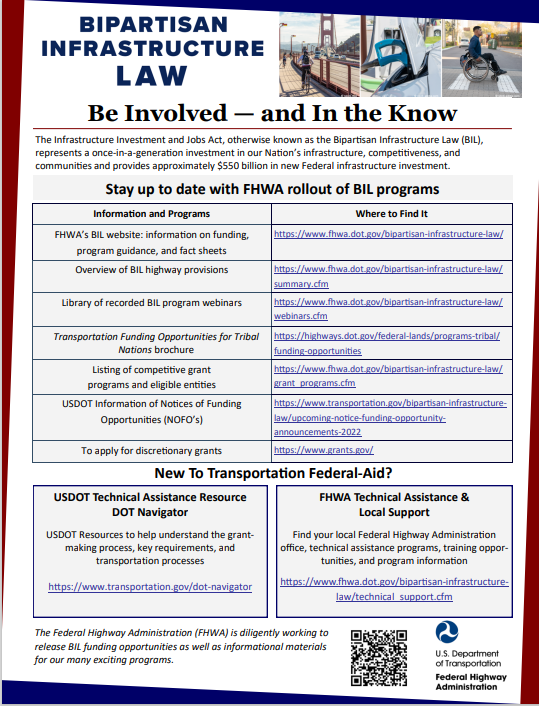 BIPARTISAN
INFRASTRUCTURE
LAW
Be Involved — and In the Know
The Infrastructure Investment and Jobs Act, otherwise known as the Bipartisan Infrastructure Law (BIL),
represents a once-in-a-generation investment in our Nation's infrastructure, competitiveness, and
communities and provides approximately $550 billion in new Federal infrastructure investment.
Stay up to date with FHWA rollout of BIL programs
Information and Programs
Where to Find It
FHWA's BIL website: information on funding,
program guidance, and fact sheets
https://www.fhwa.dot.gov/bipartisan-infrastructure-law/
Overview of BIL highway provisions
https://www.fhwa.dot.gov/bipartisan-infrastructure-law/
summary.cfm
Library of recorded BIL program webinars
https://www.fhwa.dot.gov/bipartisan-infrastructure-law/
webinars.cfm
Transportation Funding Opportunities for Tribal
Nations brochure
https://highways.dot.gov/federal-lands/programs-tribal/
funding-opportunities
Listing of competitive grant
programs and eligible entities
https://www.fhwa.dot.gov/bipartisan-infrastructure-law/
grant_programs.cfm
USDOT Information of Notices of Funding
Opportunities (NOFO's)
https://www.transportation.gov/bipartisan-infrastructure-
law/upcoming-notice-funding-opportunity-
announcements-2022
To apply for discretionary grants
https://www.grants.gov/
New To Transportation Federal-Aid?
USDOT Technical Assistance Resource
DOT Navigator
USDOT Resources to help understand the grant-
making process, key requirements, and
transportation processes
https://www.transportation.gov/dot-navigator
FHWA Technical Assistance &
Local Support
Find your local Federal Highway Administration
office, technical assistance programs, training oppor-
tunities, and program information
https://www.fhwa.dot.gov/bipartisan-infrastructure-
law/technical_support.cfm
The Federal Highway Administration (FHWA) is diligently working to
release BIL funding opportunities as well as informational materials
for our many exciting programs.
U.S. Department
of Transportation
Federal Highway
Administration